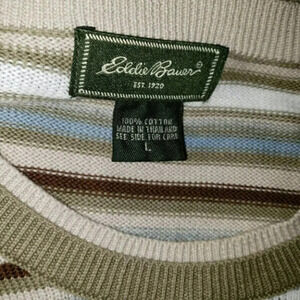 Eddie Bauer®
EST. 1920
100% COTTON
MADE IN THAILAND
SEE SIDE FOR CARE
L